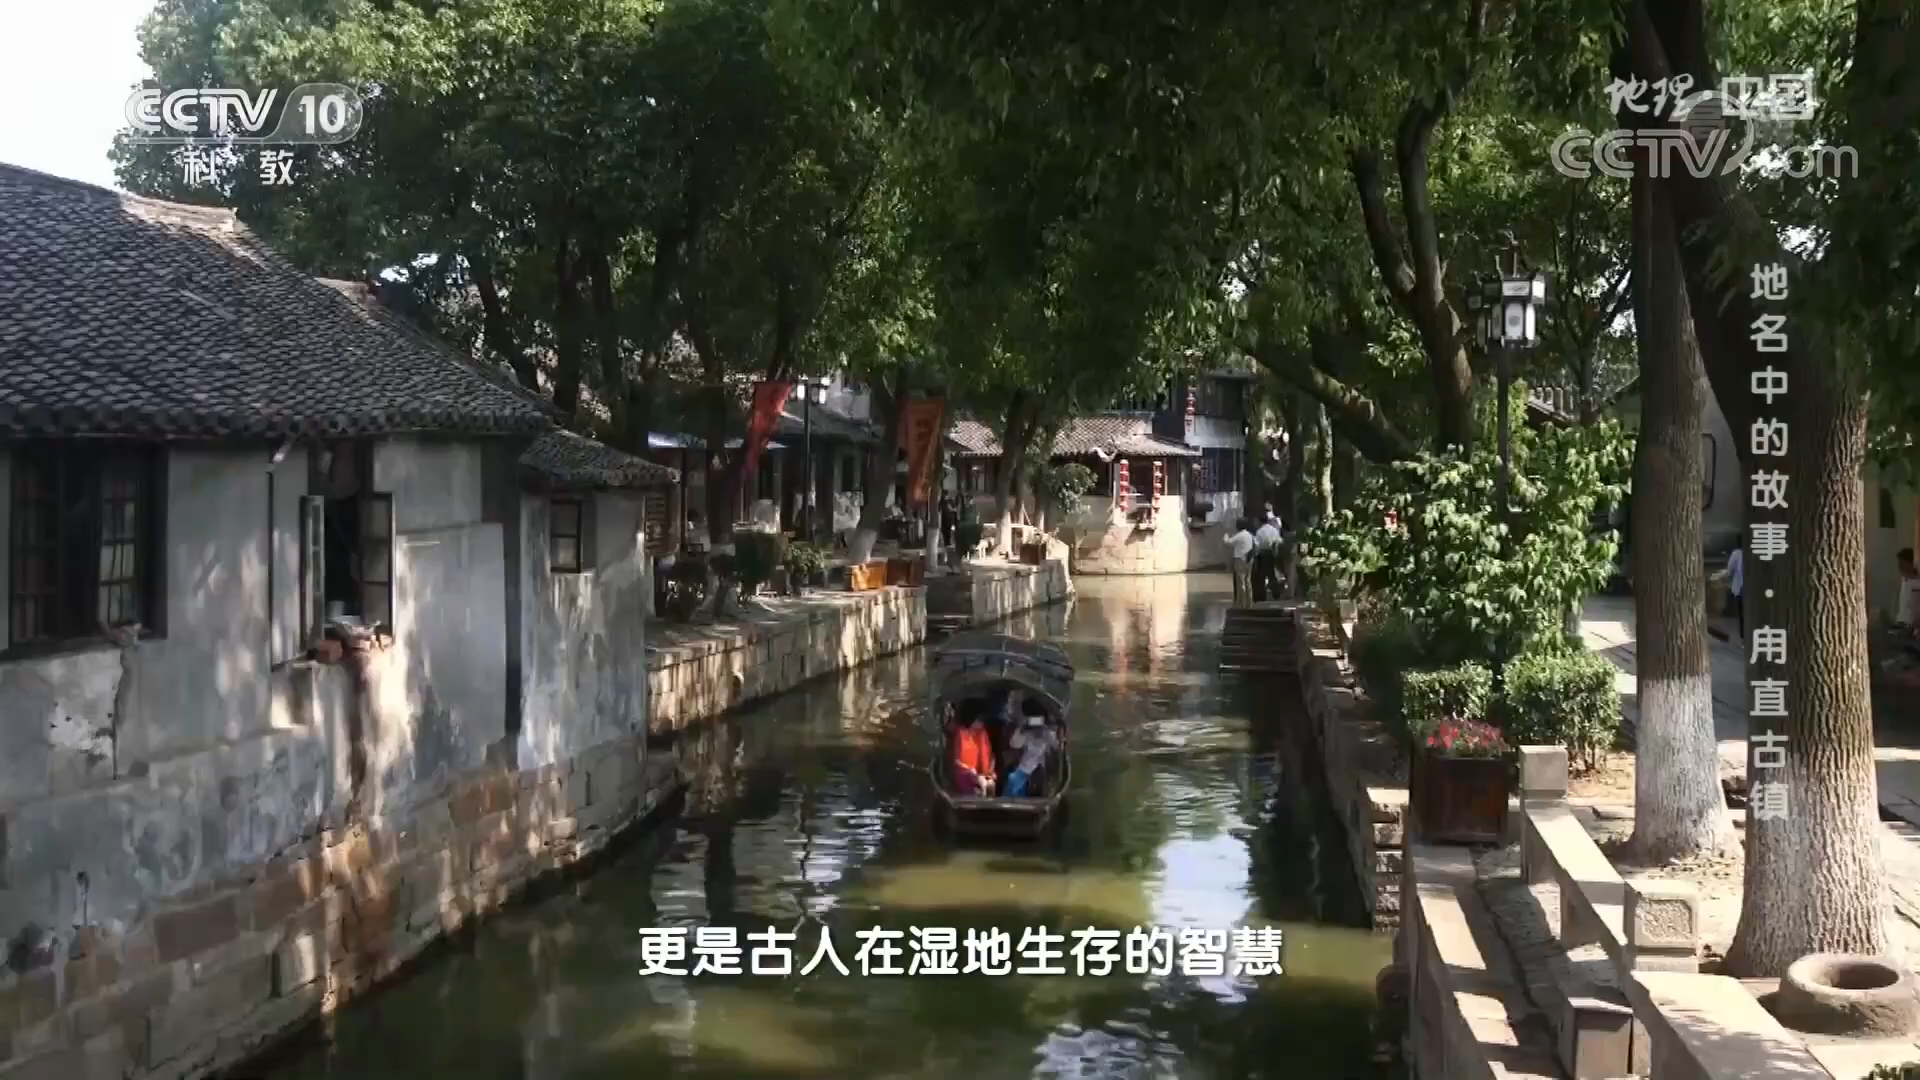 CCTV 10
科教
地理·中国
CCTV.com
地名中的故事·甪直古镇
更是古人在湿地生存的智慧